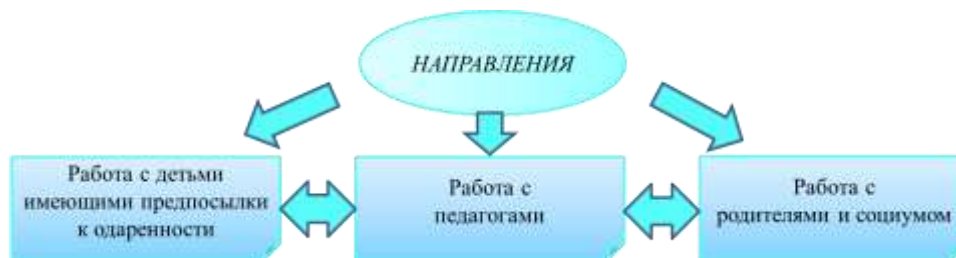 НАПРАВЛЕНИЯ
Работа с детьми
имеющими предпосылки
к одаренности
Работа с
педагогами
Работа с
родителями и социумом